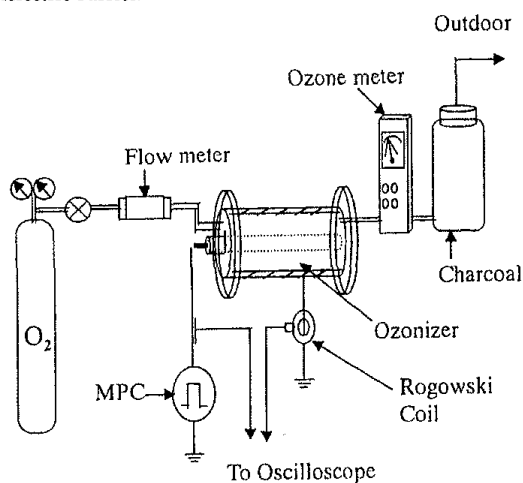 Outdoor
Ozone meter
Flow meter
O2
Charcoal
Ozonizer
MPC
Rogowski
Coil
To Oscilloscope